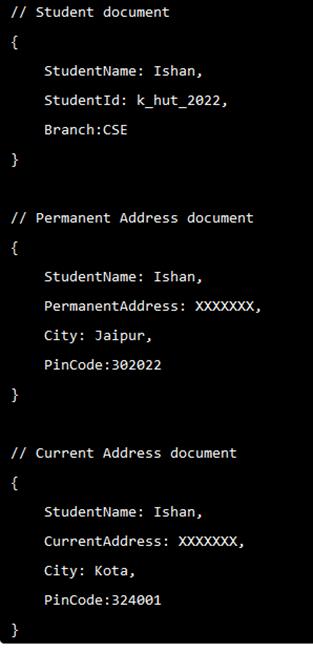 // Student document
{
StudentName: Ishan,
StudentId: k_hut_2022,
Branch:CSE
}
// Permanent Address document
{
StudentName: Ishan,
PermanentAddress: XXXXXXX,
City: Jaipur,
PinCode:302022
}
// Current Address document
{
StudentName: Ishan,
CurrentAddress: XXXXXXX,
City: Kota,
PinCode:324001
}